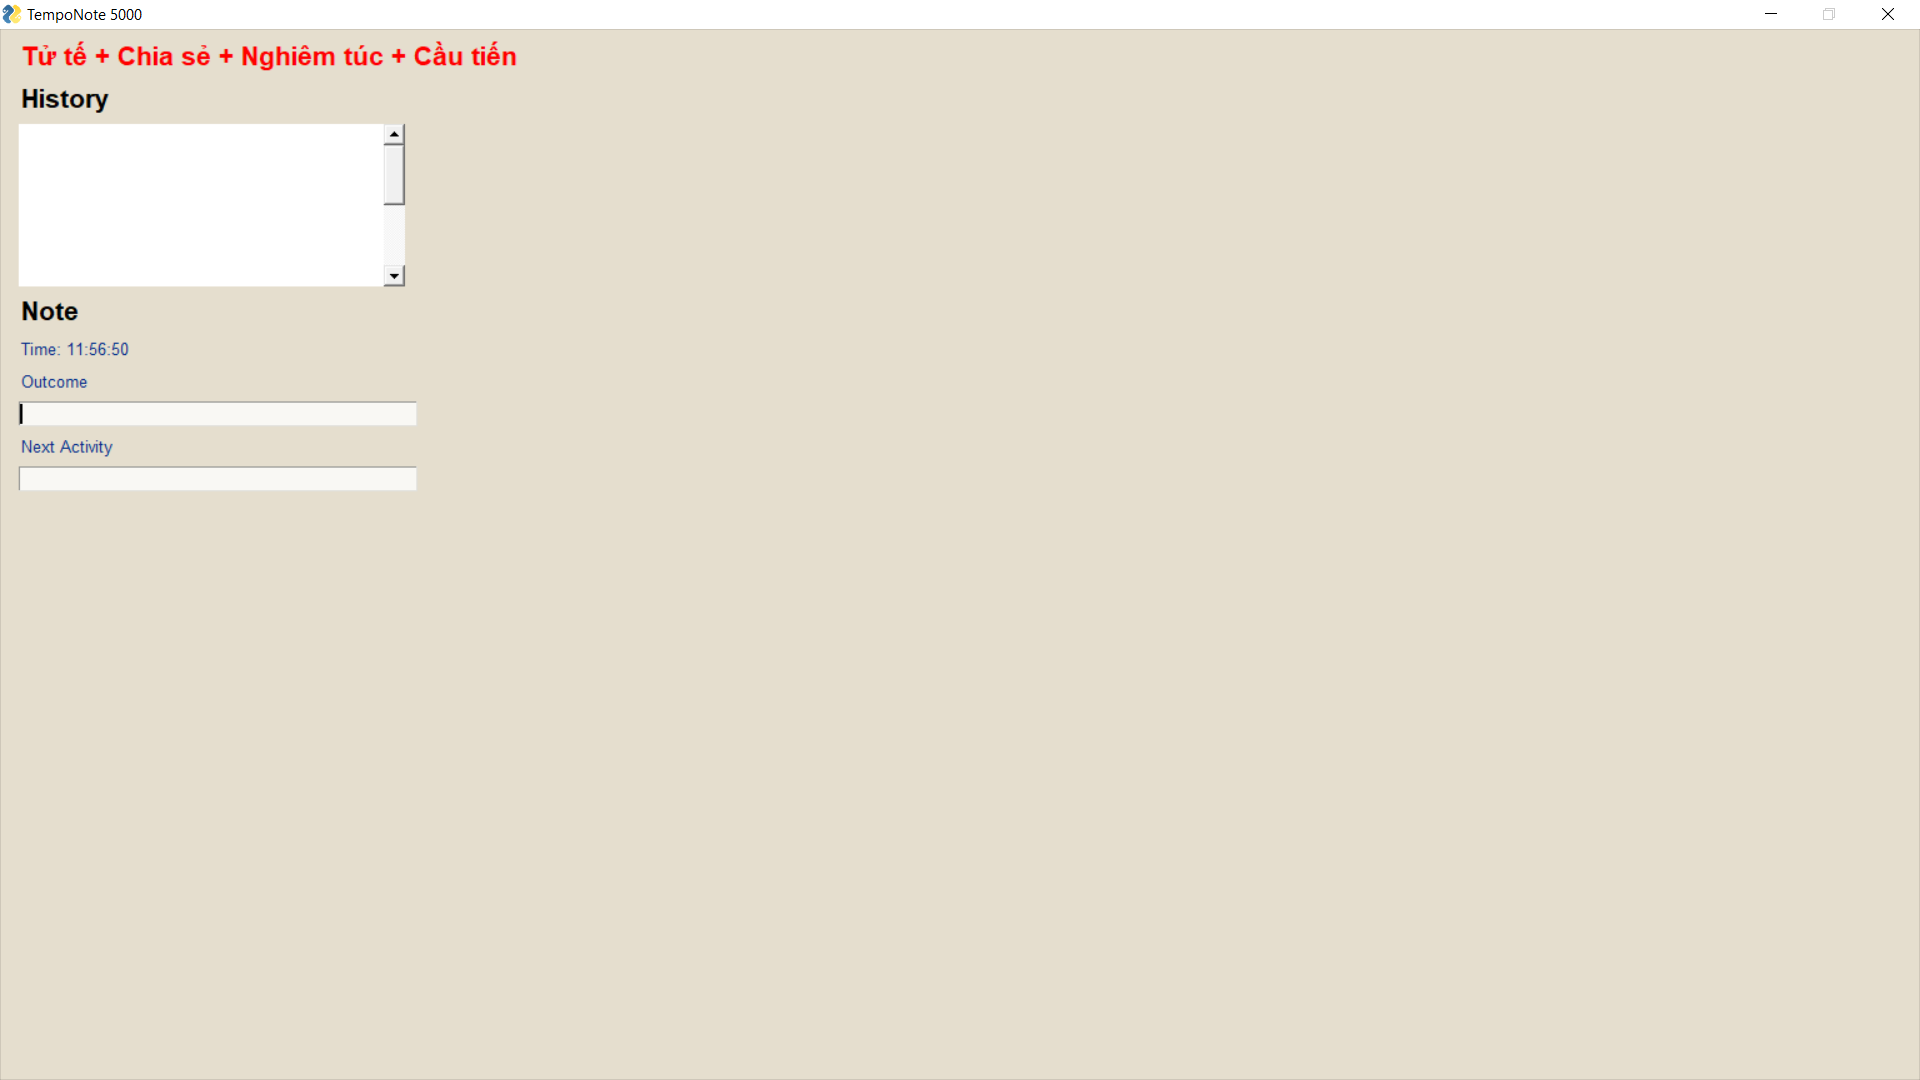 TempoNote 5000
Tử tế + Chia sẻ + Nghiêm túc + Cầu tiến
History
Note
Time: 11:56:50
Outcome
Next Activity